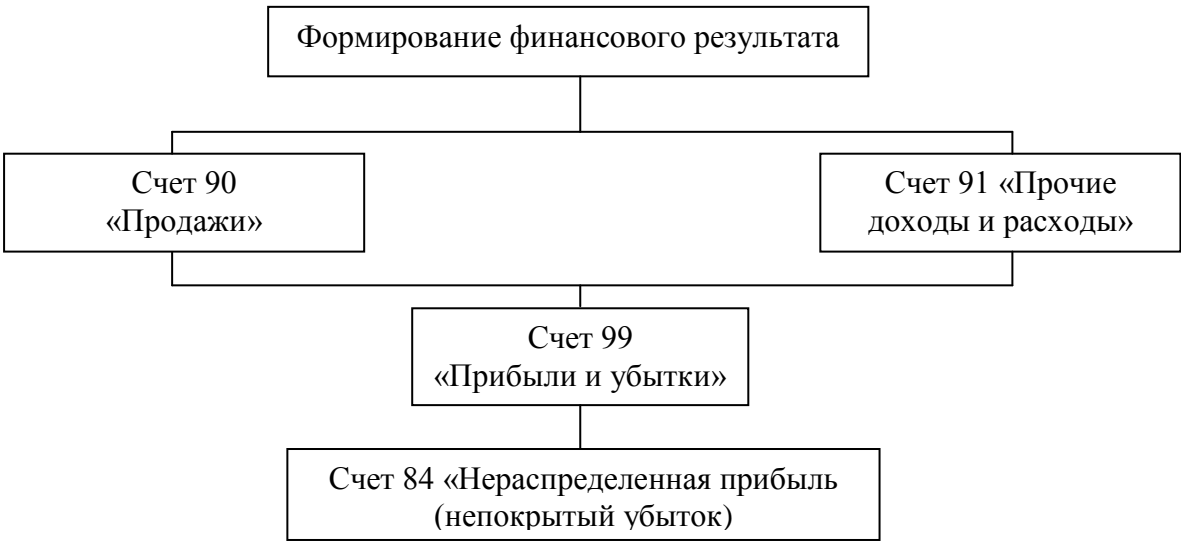 Формирование финансового результата
Счет 90
«Продажи»
Счет 91 «Прочие
доходы и расходы»
Счет 99
«Прибыли и убытки»
Счет 84 «Нераспределенная прибыль
(непокрытый убыток)